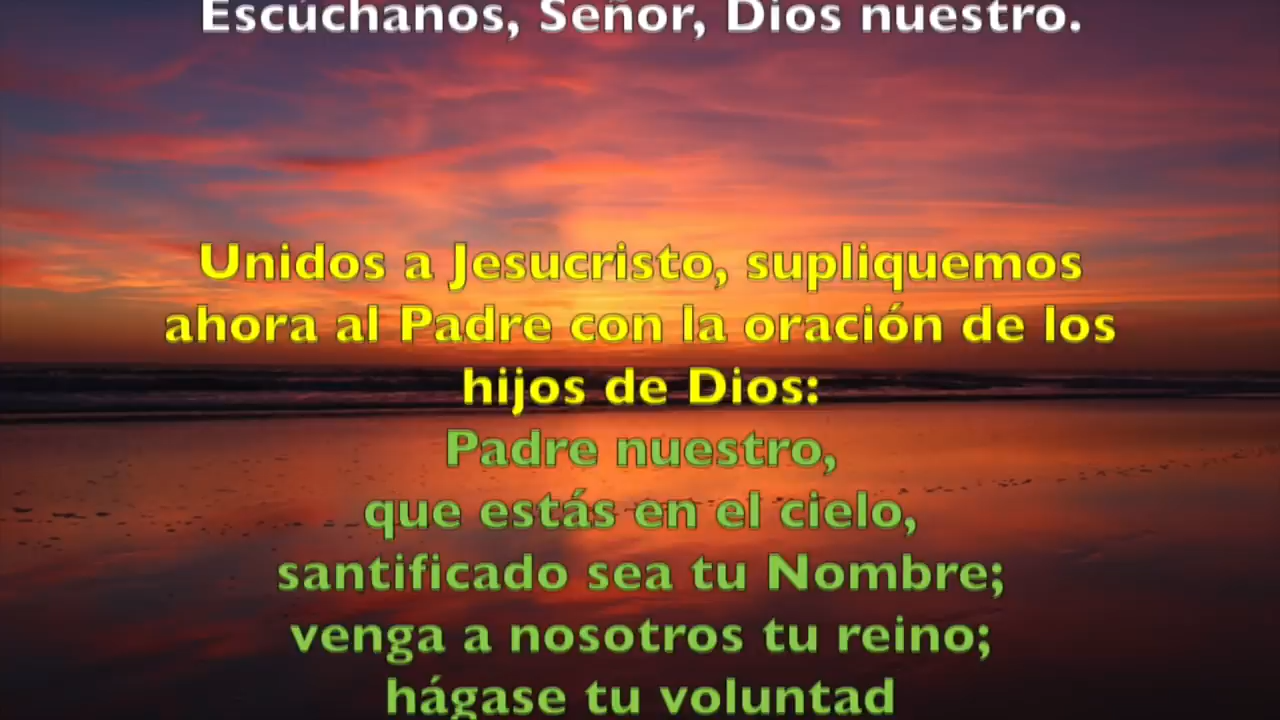 Escúchanos, Señor, Dios nuestro.
Unidos a Jesucristo, supliquemos
ahora al Padre con la oración de los
hijos de Dios:
Padre nuestro,
que estás en el cielo,
santificado sea tu Nombre;
venga a nosotros tu reino;
hágase tu voluntad